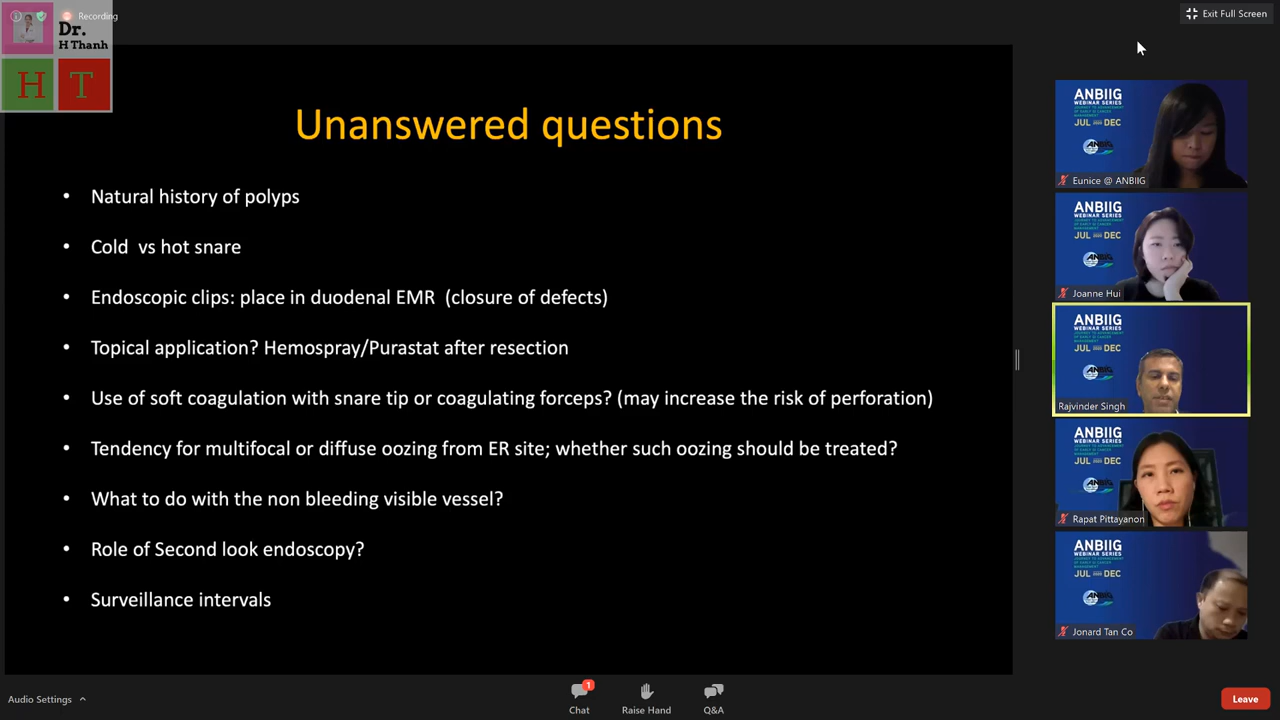 Recording
Dr.
H Thanh
H T
Exit Full Screen
Unanswered questions
• Natural history of polyps
• Cold vs hot snare
• Endoscopic clips: place in duodenal EMR (closure of defects)
• Topical application? Hemospray/Purastat after resection
• Use of soft coagulation with snare tip or coagulating forceps? (may increase the risk of perforation)
• Tendency for multifocal or diffuse oozing from ER site; whether such oozing should be treated?
• What to do with the non bleeding visible vessel?
• Role of Second look endoscopy?
• Surveillance intervals
ANBIIG
WEBINAR SERIES
JUL DEC
Eunice @ ANBIIG
ANBIIG
WEBINAR SERIES
JUL DEC
Joanne Hui
ANBIIG
WEBINAR SERIES
JUL DEC
Rajvinder Singh
ANBIIG
WEBINAR SERIES
JUL DEC
Rapat Pittayanon
ANBIIG
WEBINAR SERIES
JUL DEC
Jonard Tan Co
Audio Settings
1
Chat
Raise Hand
Q&A
Leave